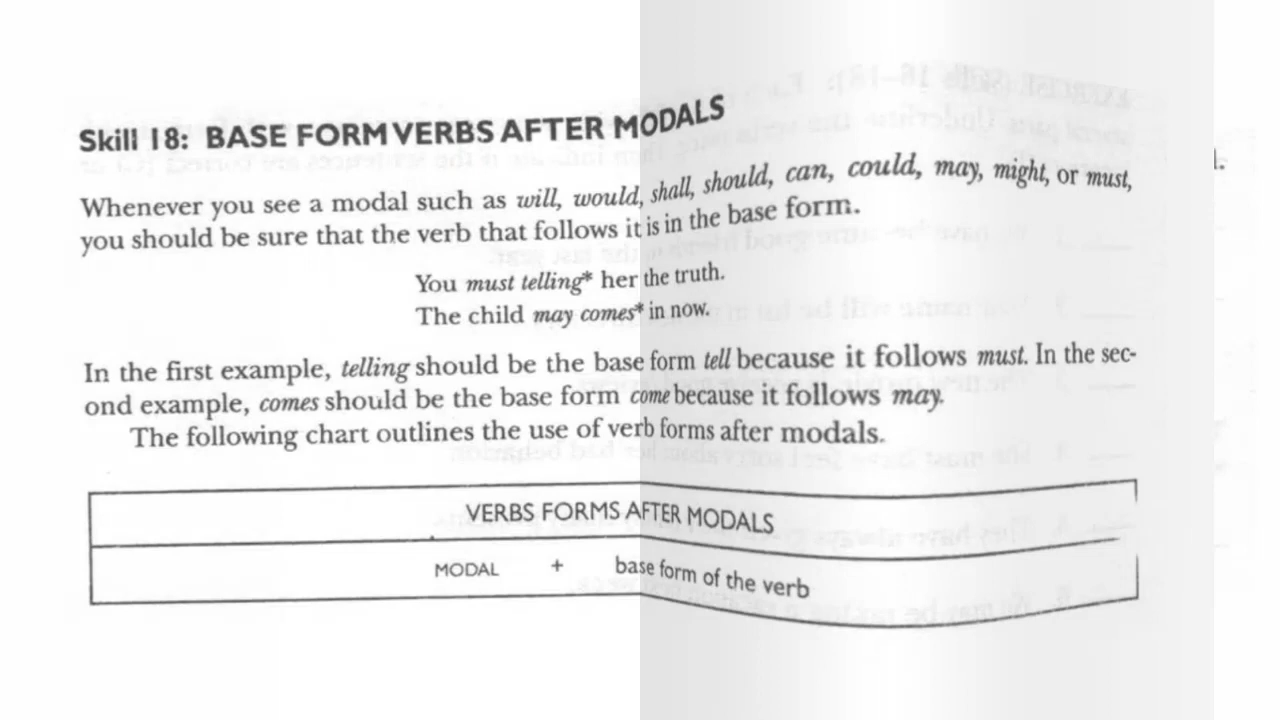 Skill 18: BASE FORM VERBS AFTER MODALS
Whenever you see a modal such as will, would, shall, should, can, could, may, might, or must,
you should be sure that the verb that follows it is in the base form.
You must telling* her the truth.
The child may comes* in now.
In the first example, telling should be the base form tell because it follows must. In the sec-
ond example, comes should be the base form come because it follows may.
The following chart outlines the use of verb forms after modals.
VERBS FORMS AFTER MODALS
MODAL + base form of the verb